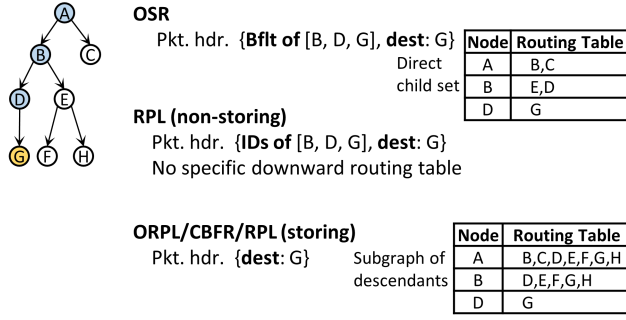 A
B
C
D
E
G
F
H
OSR
Pkt. hdr. {Bflt of [B, D, G], dest: G}
Direct
child set
Node Routing Table
A B,C
B E,D
D G
RPL (non-storing)
Pkt. hdr. {IDs of [B, D, G], dest: G}
No specific downward routing table
ORPL/CBFR/RPL (storing)
Pkt. hdr. {dest: G}
Subgraph of
descendants
Node Routing Table
A B,C,D,E,F,G,H
B D,E,F,G,H
D G